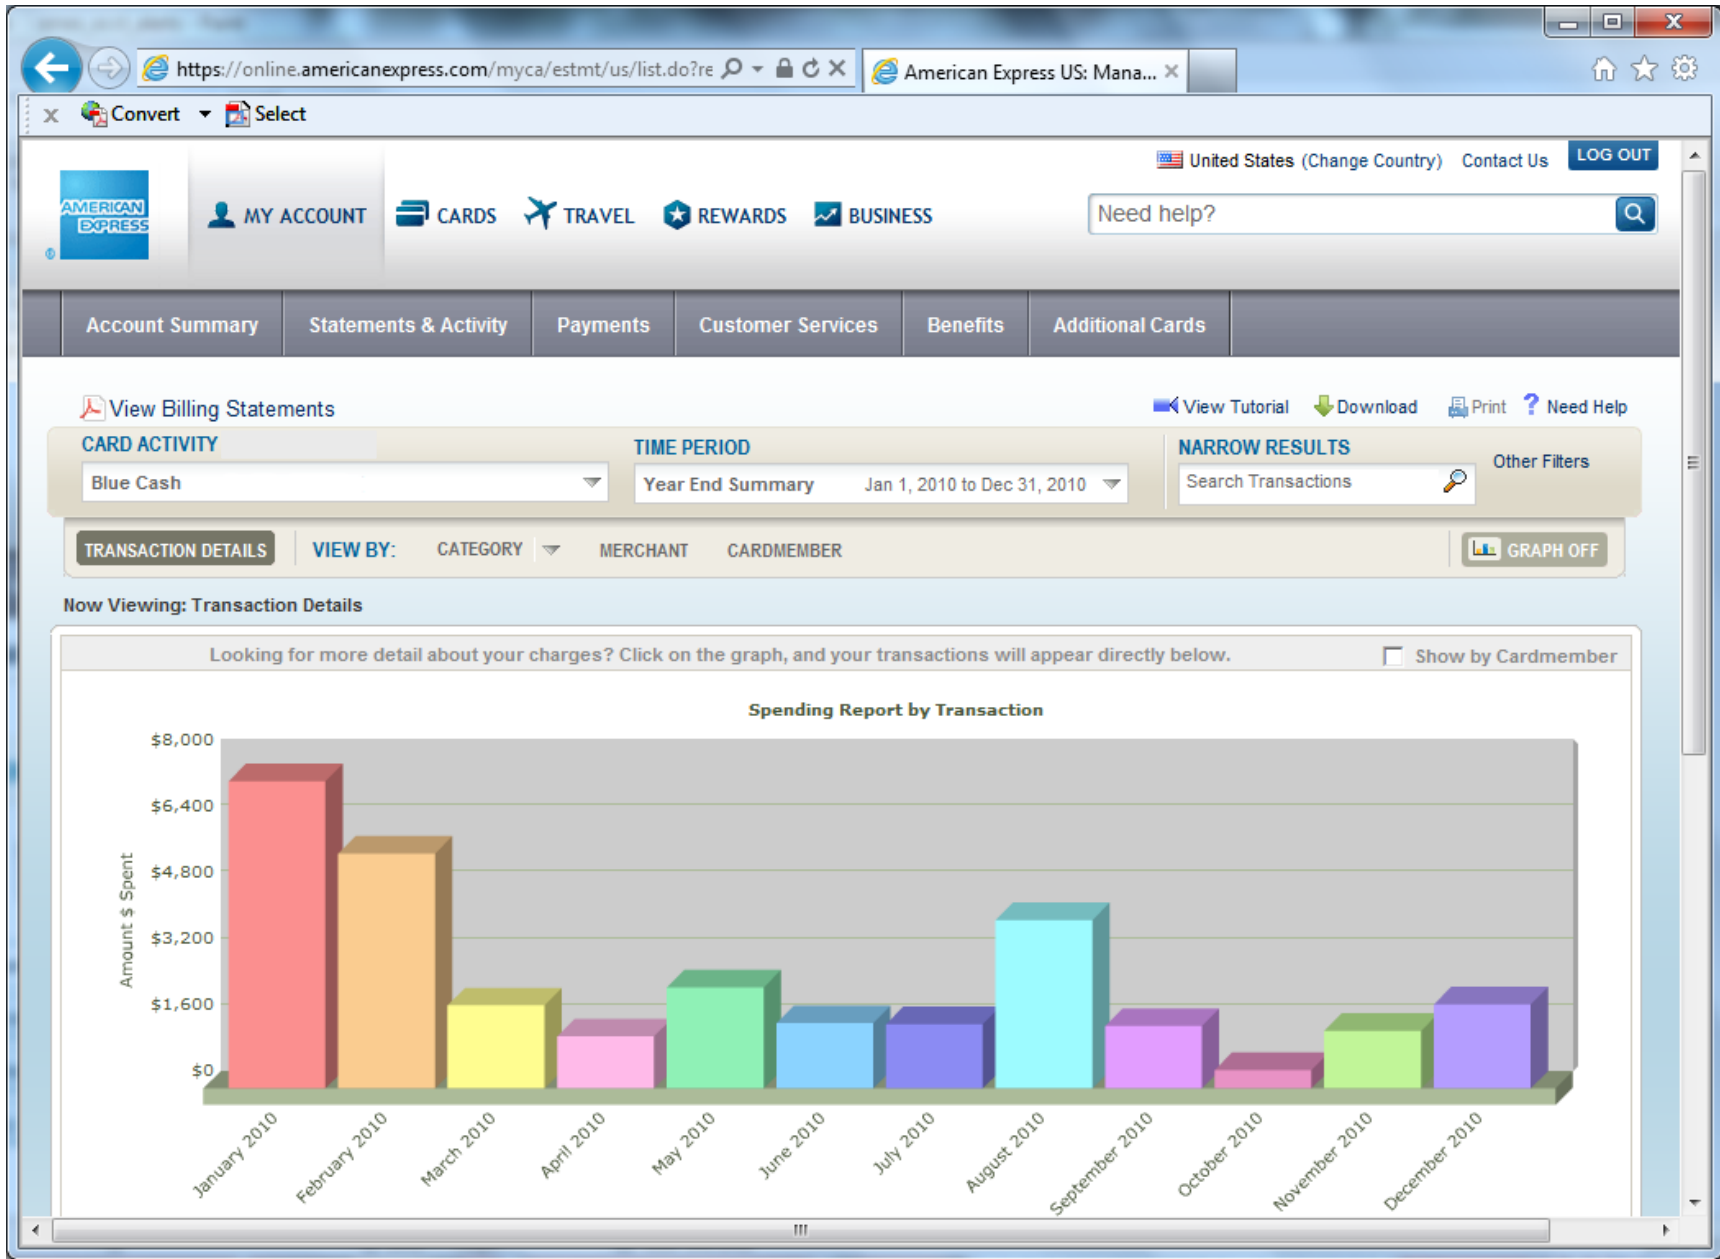 https://online.americanexpress.com/myca/estmt/us/list.do?re
American Express US: Mana...
Convert
Select
United States (Change Country)
Contact Us
LOG OUT
AMERICAN EXPRESS
®
MY ACCOUNT
CARDS
TRAVEL
REWARDS
BUSINESS
Need help?
Account Summary
Statements & Activity
Payments
Customer Services
Benefits
Additional Cards
View Billing Statements
View Tutorial
Download
Print
? Need Help
CARD ACTIVITY
TIME PERIOD
NARROW RESULTS
Other Filters
Blue Cash
Year End Summary Jan 1, 2010 to Dec 31, 2010
Search Transactions
TRANSACTION DETAILS
VIEW BY:
CATEGORY
MERCHANT
CARDMEMBER
GRAPH OFF
Now Viewing: Transaction Details
Looking for more detail about your charges? Click on the graph, and your transactions will appear directly below.
Show by Cardmember
Spending Report by Transaction
Amount $ Spent
$8,000
$6,400
$4,800
$3,200
$1,600
$0
January 2010
February 2010
March 2010
April 2010
May 2010
June 2010
July 2010
August 2010
September 2010
October 2010
November 2010
December 2010